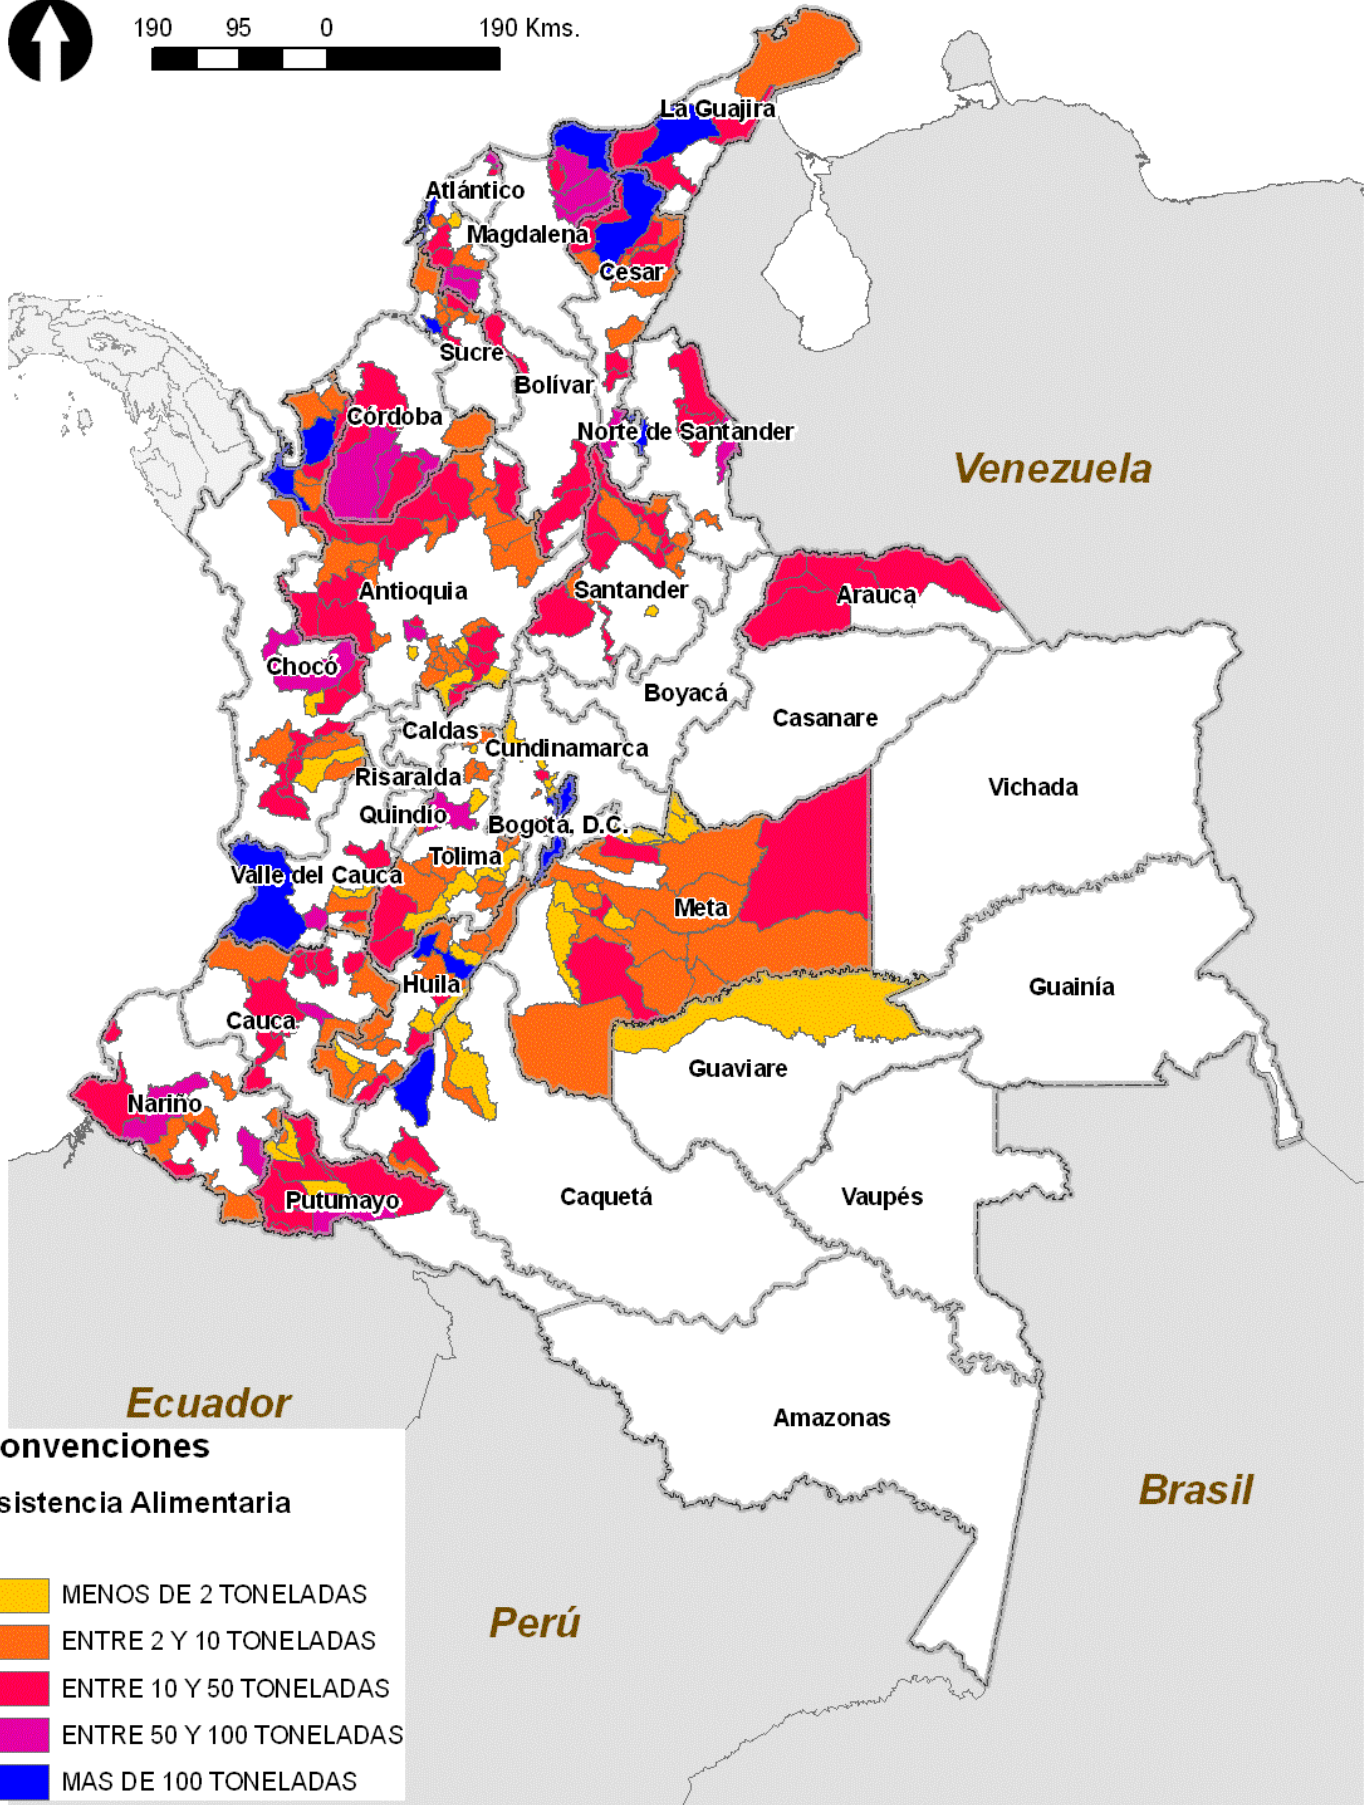 190 95 0 190 Kms.
La Guajira
Atlántico
Magdalena
Cesar
Sucre
Bolívar
Córdoba
Norte de Santander
Venezuela
Antioquia
Santander
Arauca
Chocó
Boyacá
Casanare
Caldas
Cundinamarca
Risaralda
Vichada
Quindío
Bogotá, D.C.
Tolima
Valle del Cauca
Meta
Huila
Guainía
Cauca
Guaviare
Nariño
Putumayo
Caquetá
Vaupés
Ecuador
Amazonas
Brasil
Perú
onvenciones
sistencia Alimentaria
MENOS DE 2 TONELADAS
ENTRE 2 Y 10 TONELADAS
ENTRE 10 Y 50 TONELADAS
ENTRE 50 Y 100 TONELADAS
MAS DE 100 TONELADAS